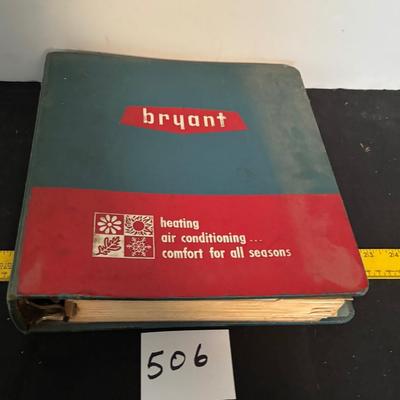 bryant
heating
air conditioning...
comfort for all seasons
506